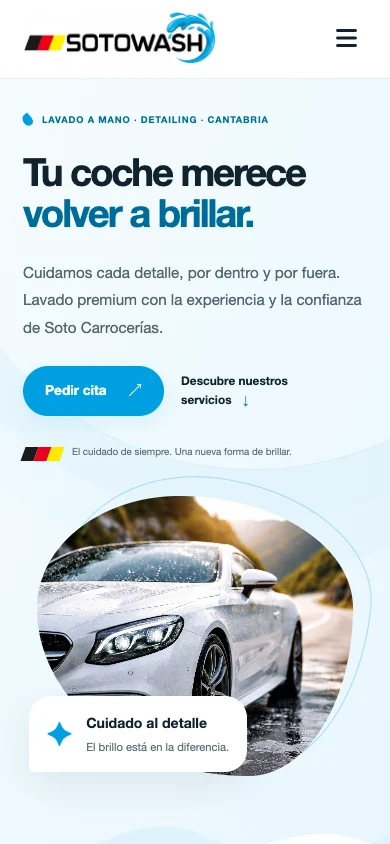 SOTOWASH
LAVADO A MANO · DETAILING · CANTABRIA
Tu coche merece
volver a brillar.
Cuidamos cada detalle, por dentro y por fuera.
Lavado premium con la experiencia y la confianza
de Soto Carrocerías.
Pedir cita ↗
Descubre nuestros
servicios ↓
El cuidado de siempre. Una nueva forma de brillar.
Cuidado al detalle
El brillo está en la diferencia.